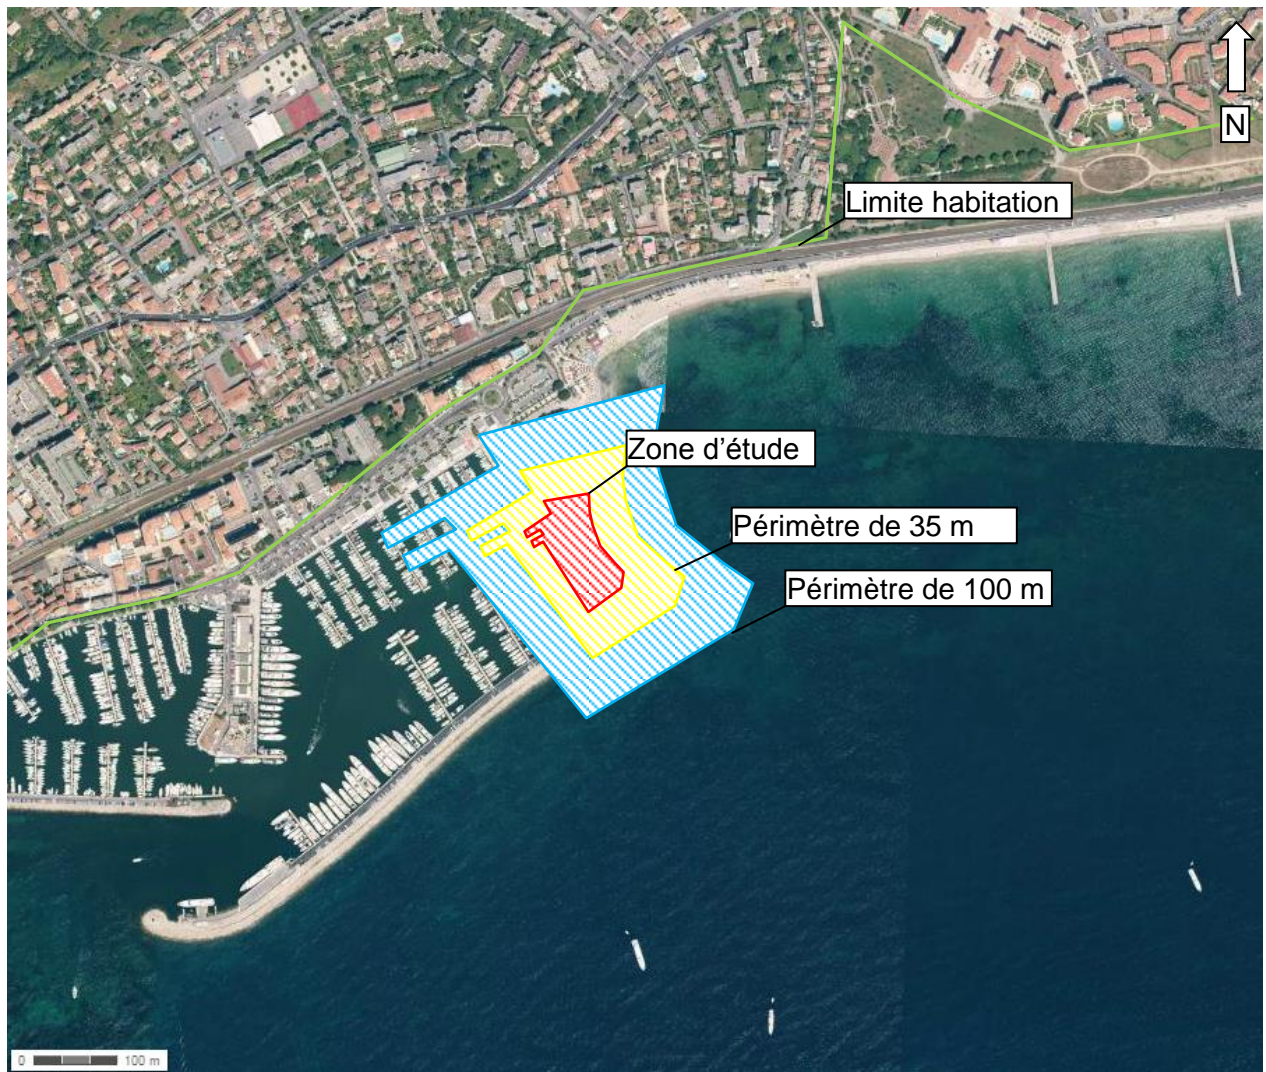 N
Limite habitation
Zone d'étude
Périmètre de 35 m
Périmètre de 100 m
0 100 m